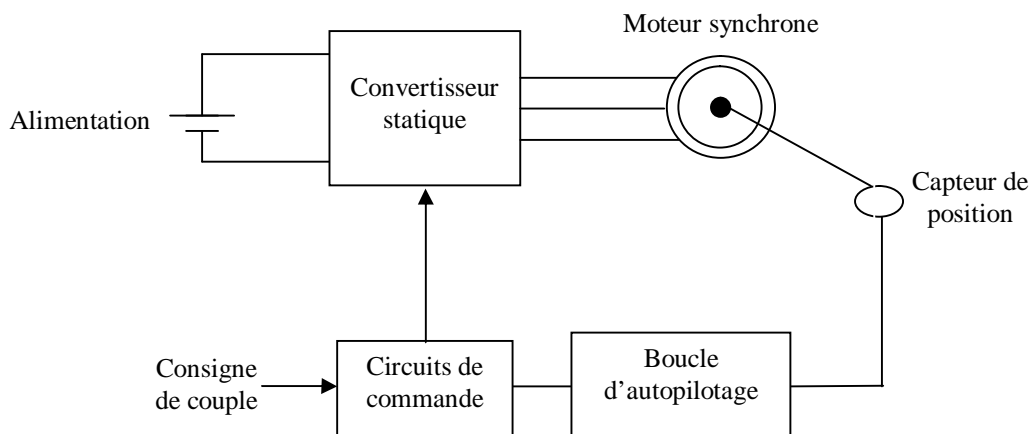 Moteur synchrone
Convertisseur
statique
Alimentation
Capteur de
position
Consigne
de couple
Circuits de
commande
Boucle
d’autopilotage